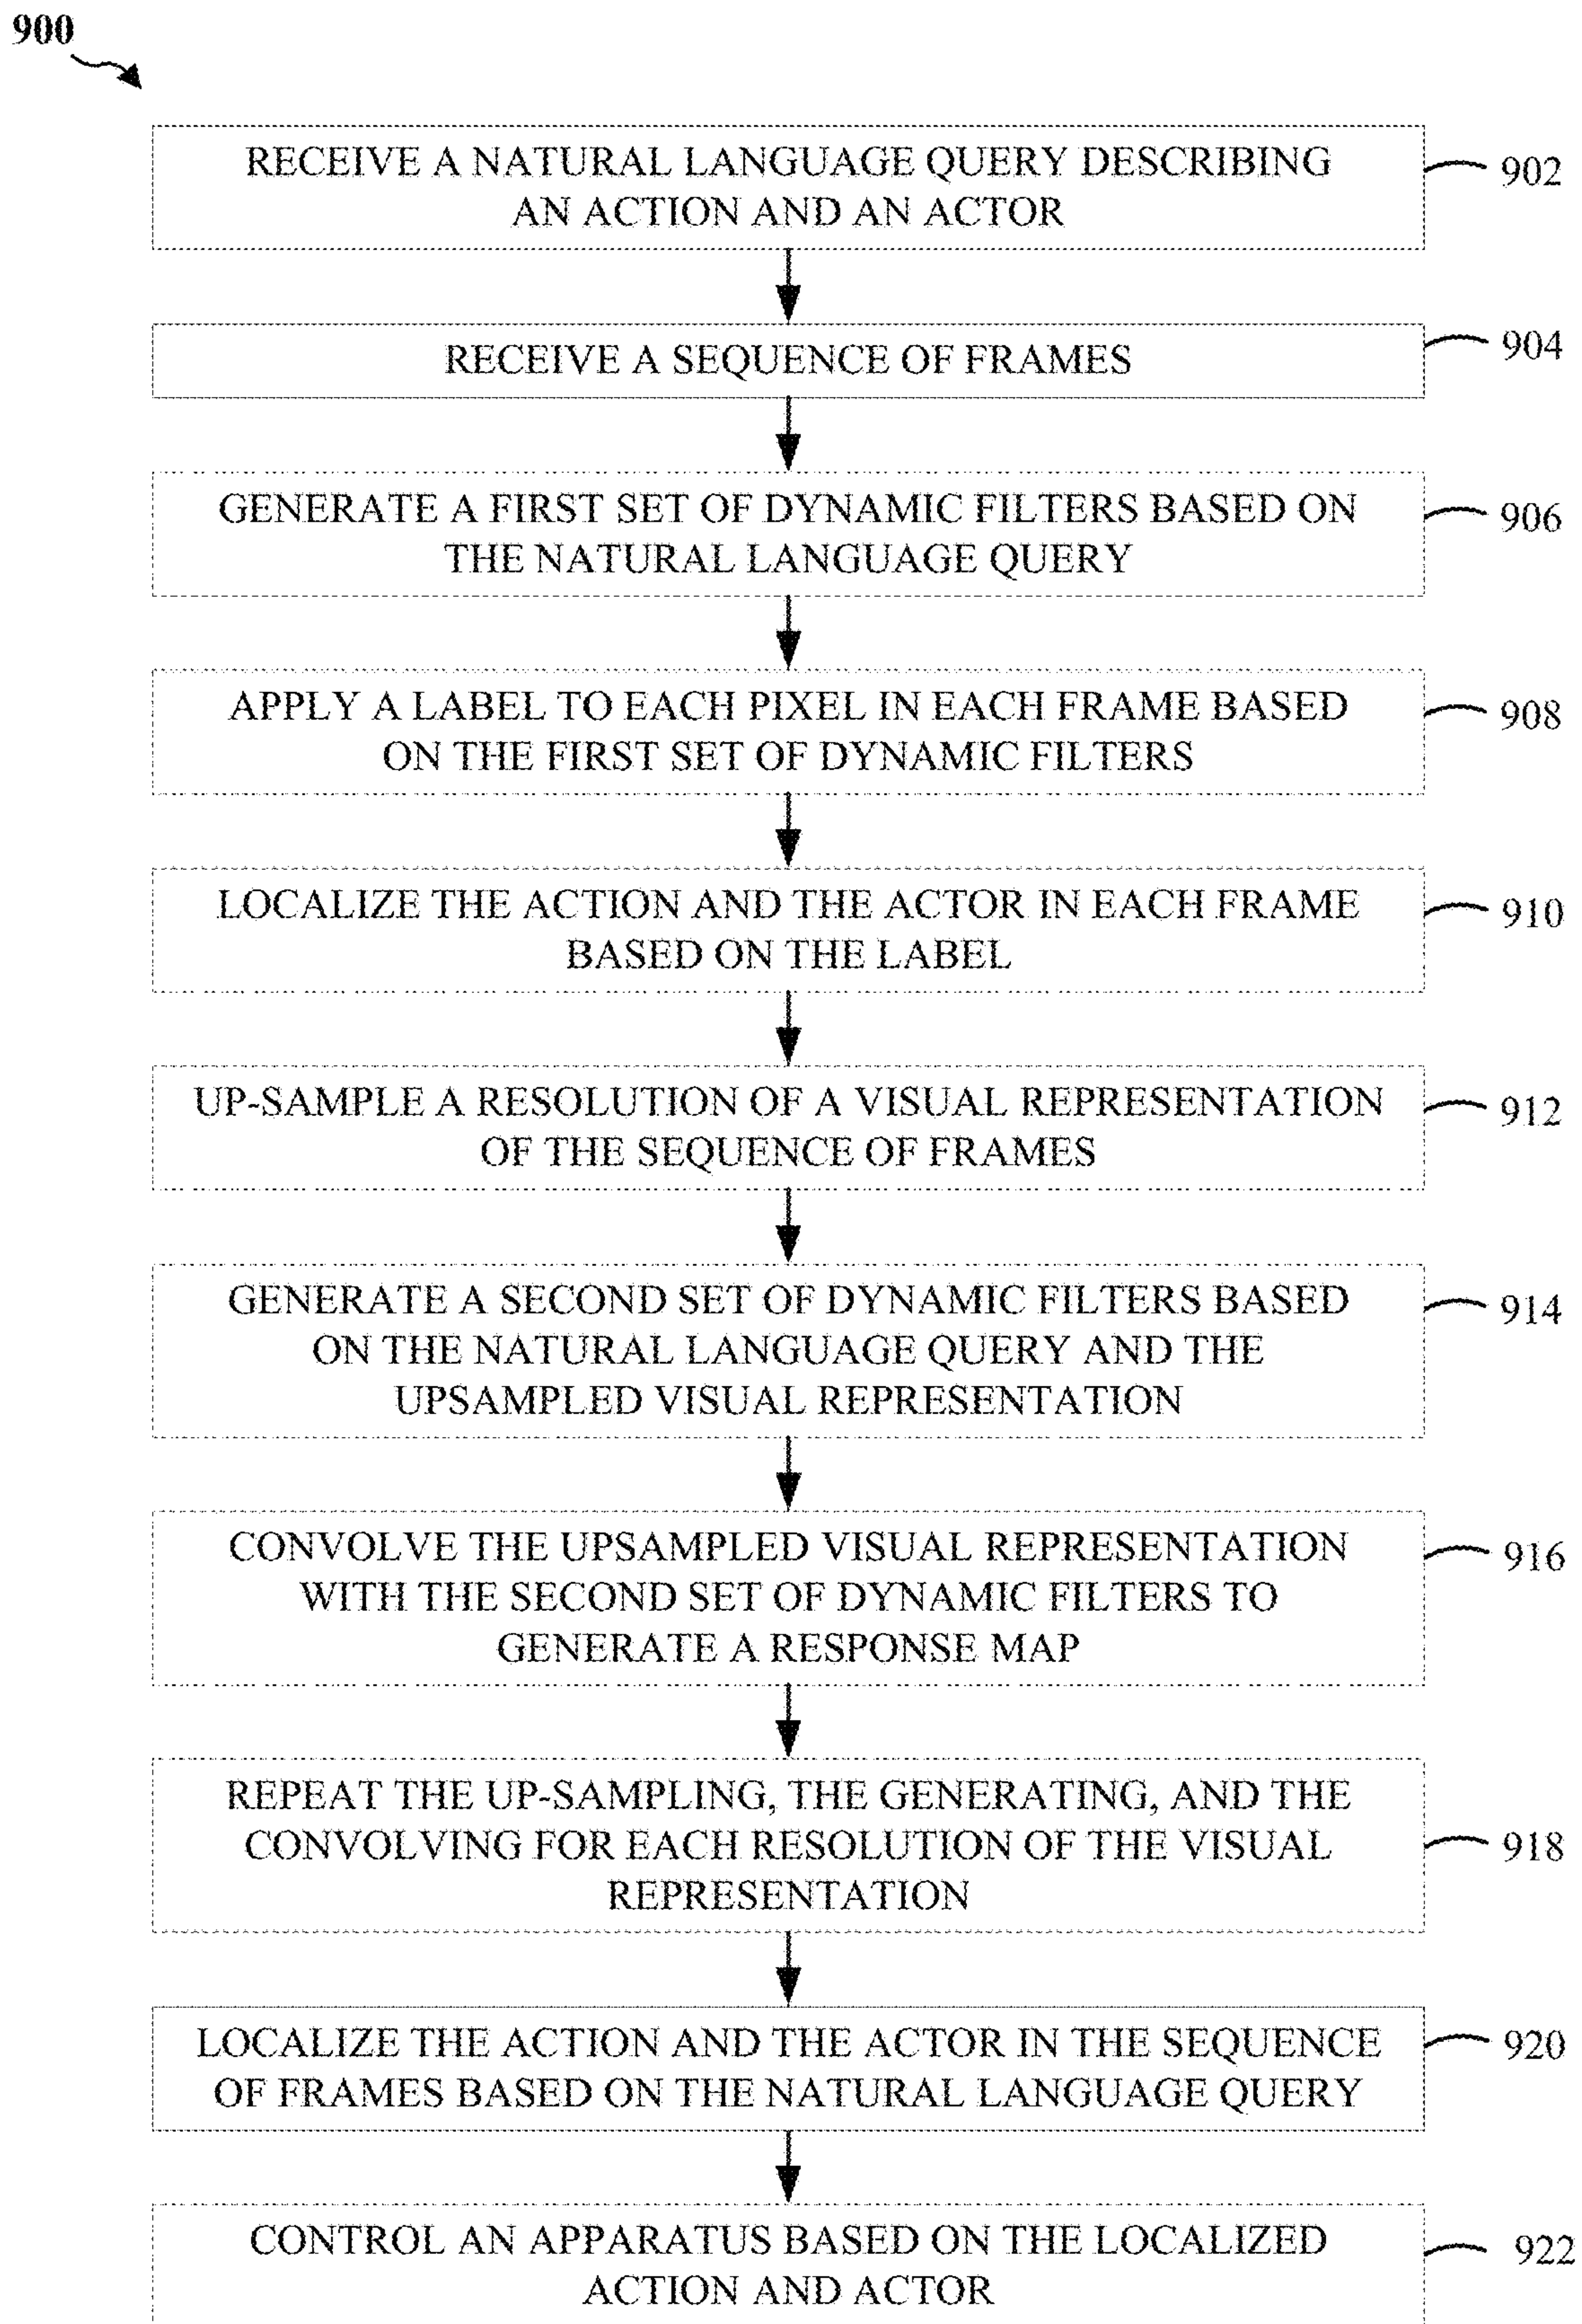 900
RECEIVE A NATURAL LANGUAGE QUERY DESCRIBING
AN ACTION AND AN ACTOR
902
RECEIVE A SEQUENCE OF FRAMES
904
GENERATE A FIRST SET OF DYNAMIC FILTERS BASED ON
THE NATURAL LANGUAGE QUERY
906
APPLY A LABEL TO EACH PIXEL IN EACH FRAME BASED
ON THE FIRST SET OF DYNAMIC FILTERS
908
LOCALIZE THE ACTION AND THE ACTOR IN EACH FRAME
BASED ON THE LABEL
910
UP-SAMPLE A RESOLUTION OF A VISUAL REPRESENTATION
OF THE SEQUENCE OF FRAMES
912
GENERATE A SECOND SET OF DYNAMIC FILTERS BASED
ON THE NATURAL LANGUAGE QUERY AND THE
UPSAMPLED VISUAL REPRESENTATION
914
CONVOLVE THE UPSAMPLED VISUAL REPRESENTATION
WITH THE SECOND SET OF DYNAMIC FILTERS TO
GENERATE A RESPONSE MAP
916
REPEAT THE UP-SAMPLING, THE GENERATING, AND THE
CONVOLVING FOR EACH RESOLUTION OF THE VISUAL
REPRESENTATION
918
LOCALIZE THE ACTION AND THE ACTOR IN THE SEQUENCE
OF FRAMES BASED ON THE NATURAL LANGUAGE QUERY
920
CONTROL AN APPARATUS BASED ON THE LOCALIZED
ACTION AND ACTOR
922